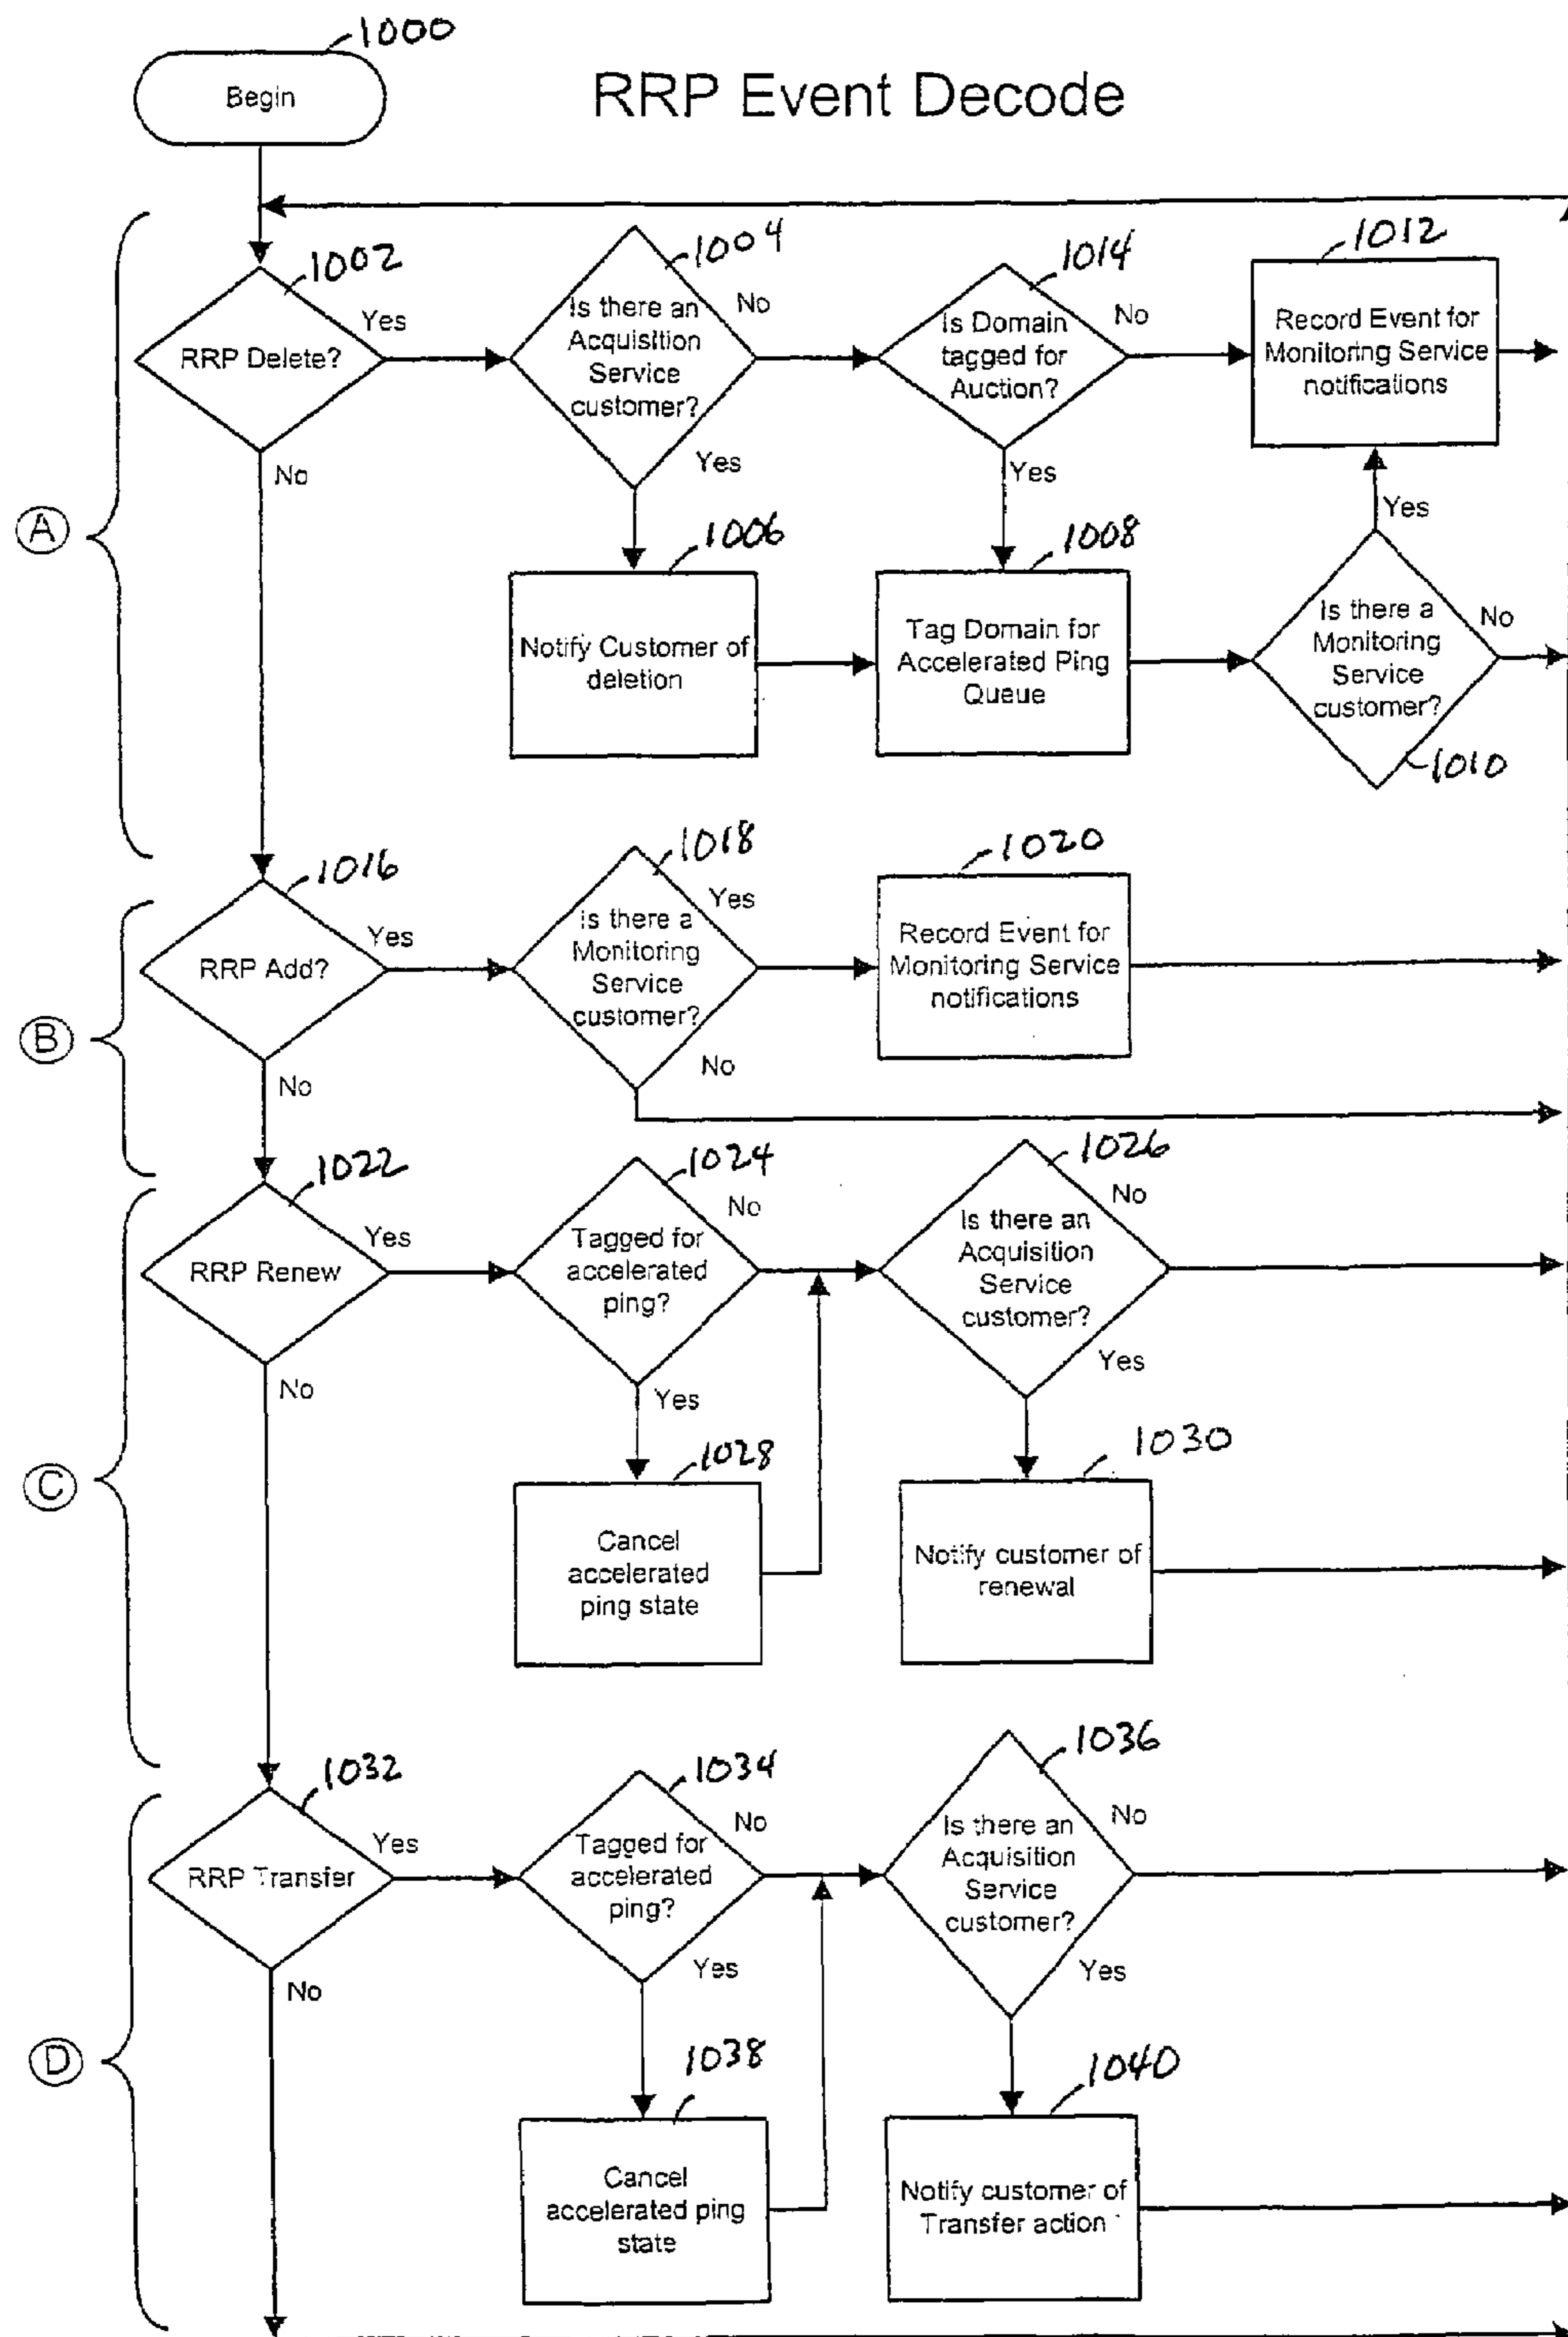 1000
Begin
RRP Event Decode
1002
RRP Delete?
Yes
No
1004
Is there an
Acquisition
Service
customer?
No
Yes
1014
Is Domain
tagged for
Auction?
No
Yes
1012
Record Event for
Monitoring Service
notifications
A
1006
Notify Customer of
deletion
1008
Tag Domain for
Accelerated Ping
Queue
Yes
Is there a
Monitoring
Service
customer?
No
1010
1016
RRP Add?
Yes
No
1018
Is there a
Monitoring
Service
customer?
Yes
No
1020
Record Event for
Monitoring Service
notifications
B
1022
RRP Renew
Yes
No
1024
Tagged for
accelerated
ping?
No
Yes
1026
Is there an
Acquisition
Service
customer?
No
Yes
C
1028
Cancel
accelerated
ping state
1030
Notify customer of
renewal
1032
RRP Transfer
Yes
No
1034
Tagged for
accelerated
ping?
No
Yes
1036
Is there an
Acquisition
Service
customer?
No
Yes
D
1038
Cancel
accelerated ping
state
1040
Notify customer of
Transfer action